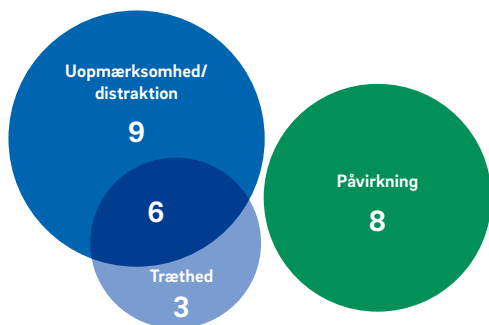 Uopmærksomhed/
distraktion
9
6
Træthed
3
Påvirkning
8